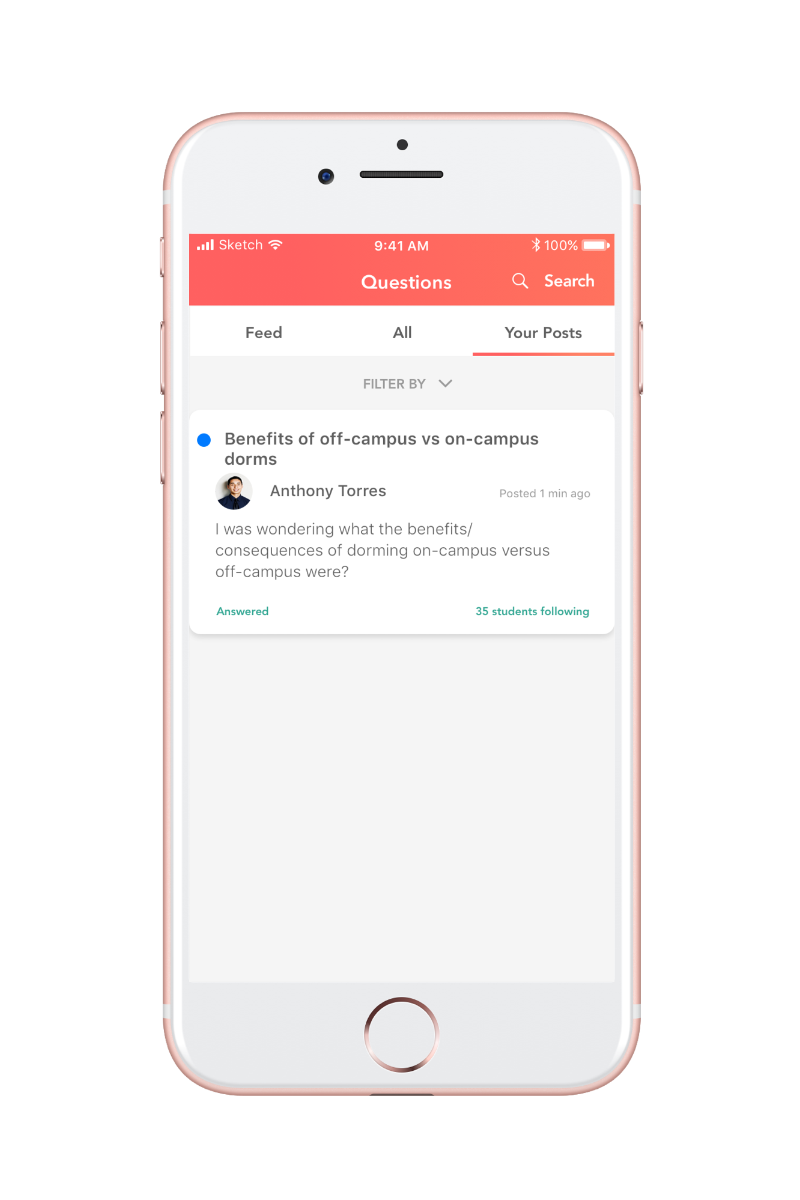 Sketch 9:41 AM 100%
Questions Search
Feed All Your Posts
FILTER BY
Benefits of off-campus vs on-campus
dorms
Anthony Torres Posted 1 min ago
I was wondering what the benefits/
consequences of dorming on-campus versus
off-campus were?
Answered 35 students following